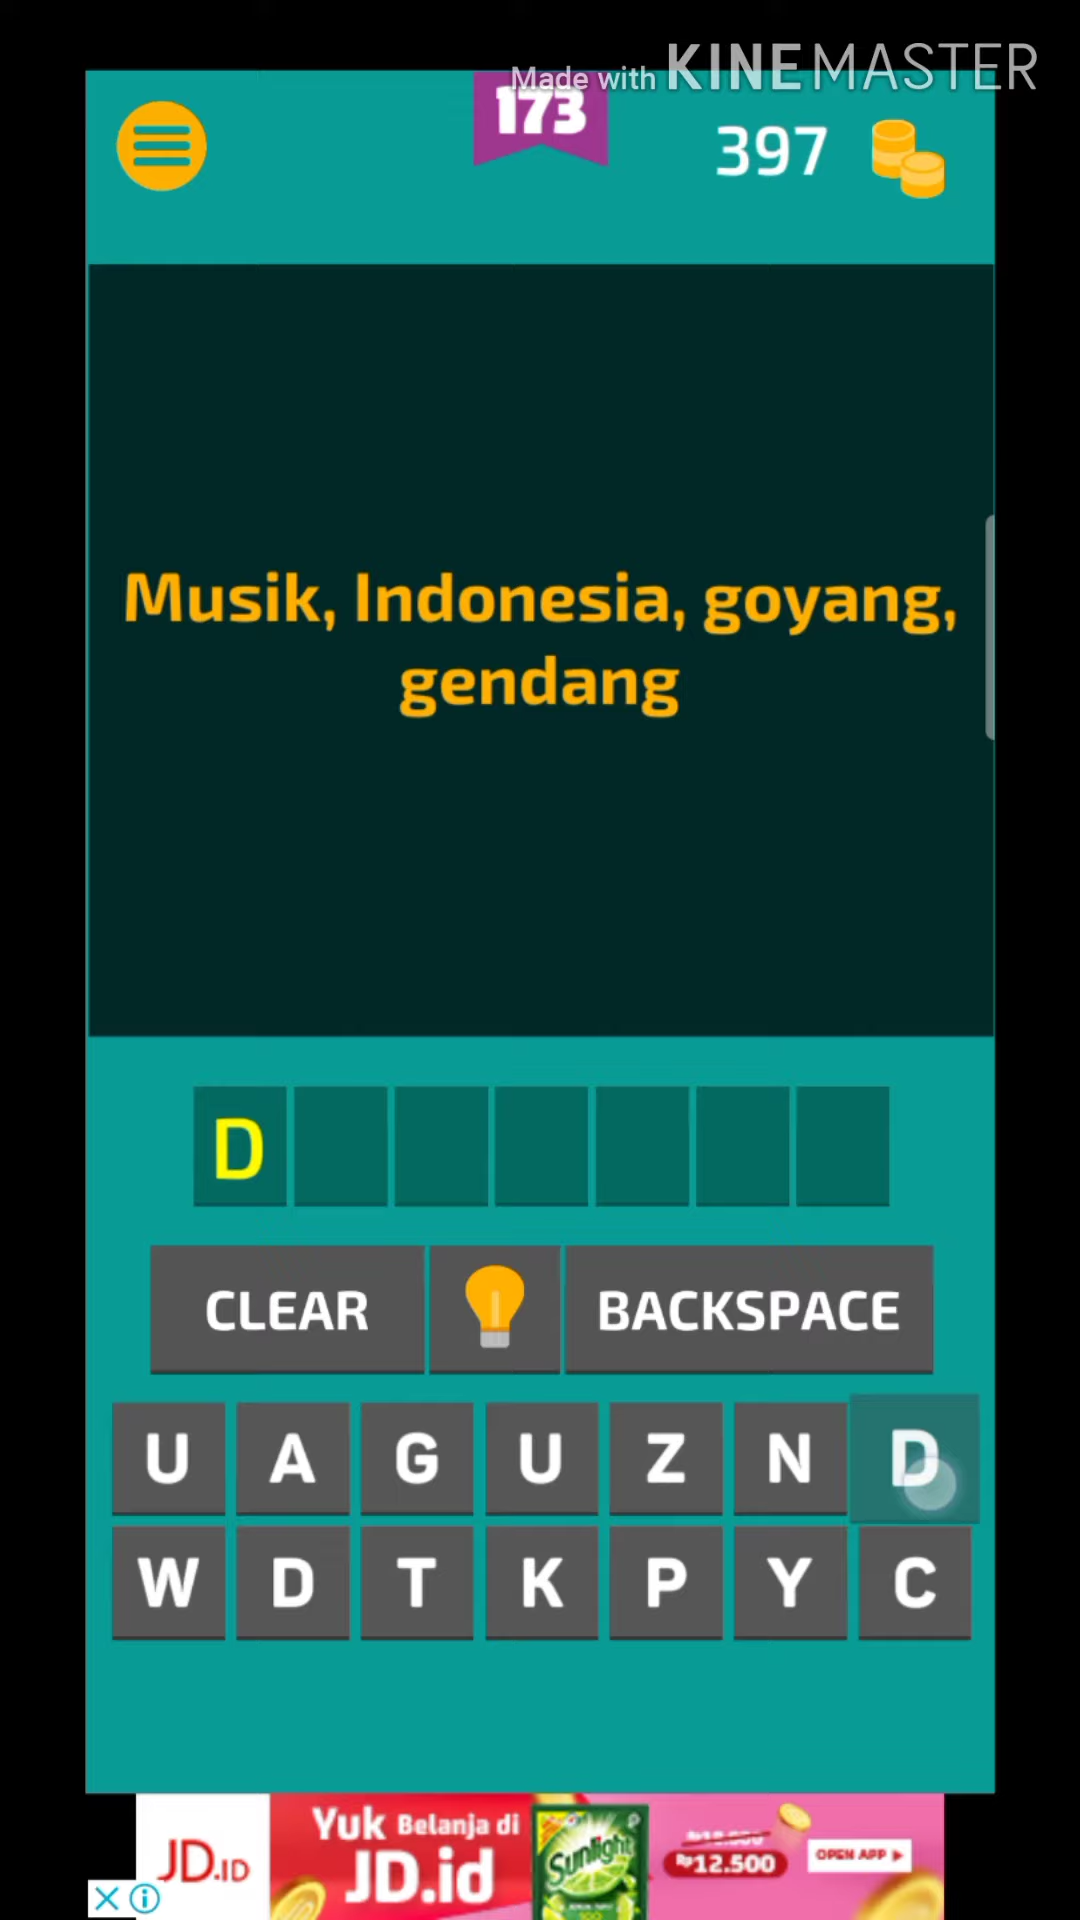 Made with KINEMASTER
173
397
Musik, Indonesia, goyang,
gendang
D
CLEAR
BACKSPACE
U A G U Z N D
W D T K P Y C
Yuk Belanja di
JD.id
JD.ID
Sunlight
Rp12.500
OPEN APP